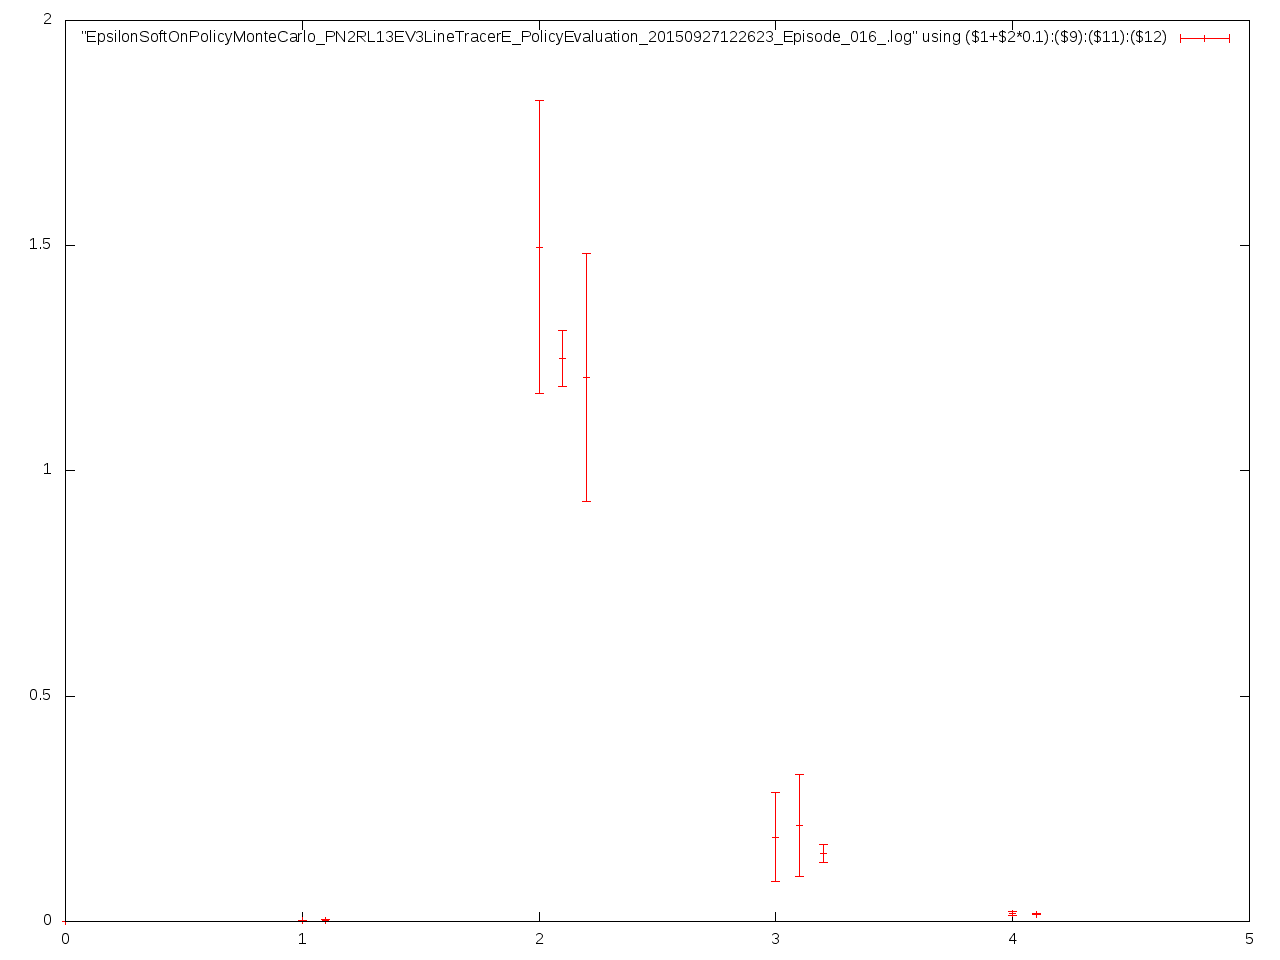 2
"EpsilonSoftOnPolicyMonteCarlo_PN2RL13EV3LineTracerE_PolicyEvaluation_20150927122623_Episode_016_.log" using ($1+$2*0.1):($9):($11):($12)
1.5
1
0.5
0
0 1 2 3 4 5